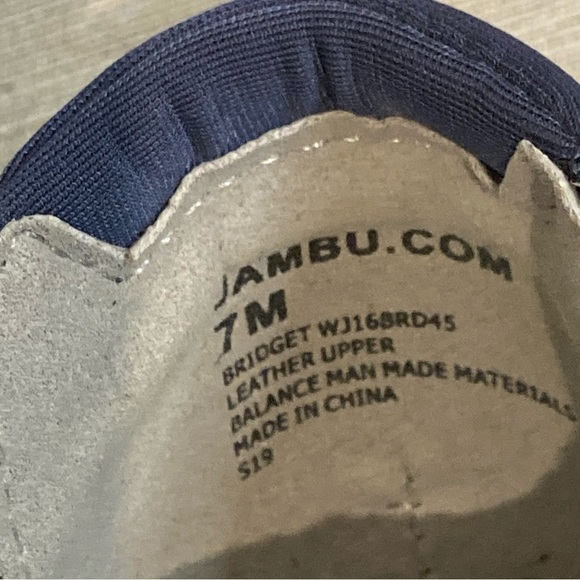 JAMBU.COM
7M
BRIDGET WJ16BRD45
LEATHER UPPER
BALANCE MAN MADE MATERIALS
MADE IN CHINA
S19